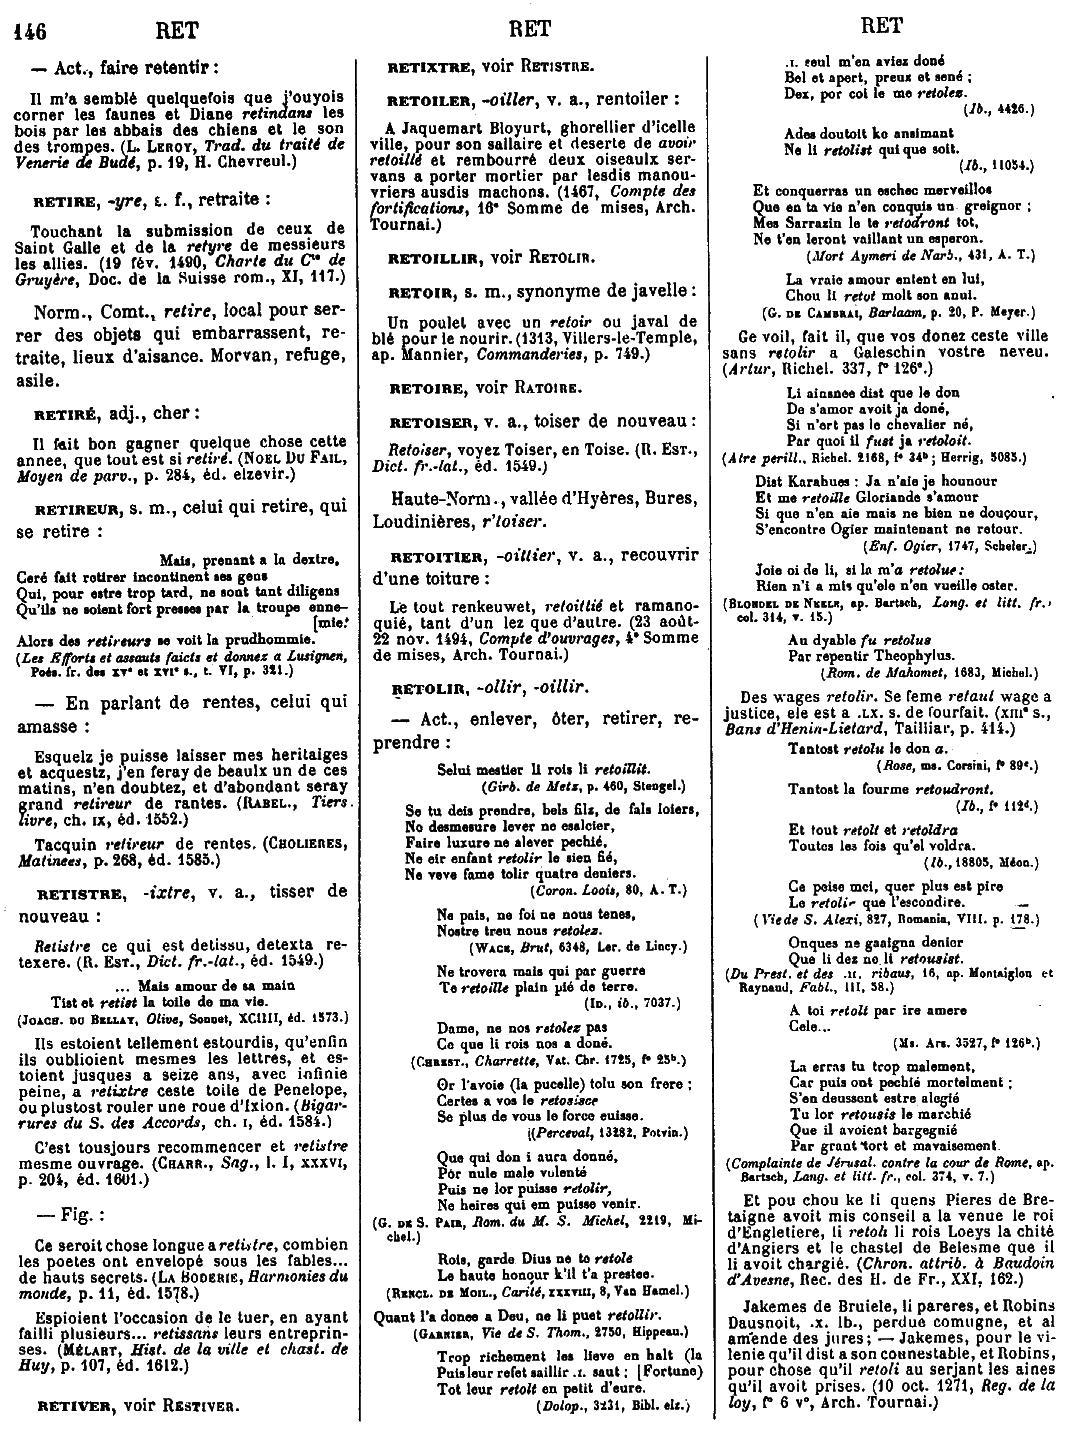 146 RET RET RET
— Act., faire retentir :
Il m'a semblé quelquefois que j'ouyois
corner les faunes et Diane retindans les
bois par les abbais des chiens et le son
des trompes. (L. LEROY, Trad. du traité de
Venerie de Budé, p. 19, H. Chevreul.)
RETIRE, -yre, s. f., retraite :
Touchant la submission de ceux de
Saint Galle et de la retyre de messieurs
les allies. (19 fév. 1490, Charte du Cte de
Gruyère, Doc. de la Suisse rom., XI, 117.)
Norm., Comt., retire, local pour ser-
rer des objets qui embarrassent, re-
traite, lieux d'aisance. Morvan, refuge,
asile.
RETIRÉ, adj., cher :
Il fait bon gagner quelque chose cette
annee, que tout est si retiré. (NOEL DU FAIL,
Moyen de parv., p. 284, éd. elzevir.)
RETIREUR, s. m., celui qui retire, qui
se retire :
Mais, prenant a la dextre,
Ceré fait rotirer incontinent ses gens
Qui, pour estre trop tard, ne sont tant diligens
Qu'ils ne soient fort presses par la troupe enne-
[mie:
Alors des retireurs se voit la prudhommie.
(Les Efforts et assauts faicts et donnez a Lusignen,
Poés. fr. des XVe et XVIe s., t. VI, p. 321.)
— En parlant de rentes, celui qui
amasse :
Esquelz je puisse laisser mes heritaiges
et acquestz, j'en feray de beaulx un de ces
matins, n'en doubtez, et d'abondant seray
grand retireur de rantes. (RABEL., Tiers
livre, ch. IX, éd. 1552.)
Tacquin retireur de rentes. (CHOLIERES,
Matinees, p. 268, éd. 1585.)
RETISTRE, -ixtre, v. a., tisser de
nouveau :
Retistre ce qui est detissu, detexta re-
texere. (R. EST., Dict. fr.-lat., éd. 1549.)
... Mais amour de sa main
Tist et retist la toile de ma vie.
(JOACH. DU BELLAY, Olive, Sonnet, XCIIII, éd. 1573.)
Ils estoient tellement estourdis, qu'enfin
ils oublioient mesmes les lettres, et es-
toient jusques a seize ans, avec infinie
peine, a retixtre ceste toile de Penelope,
ou plustost rouler une roue d'Ixion. (Bigar-
rures du S. des Accords, ch. I, éd. 1584.)
C'est tousjours recommencer et retistre
mesme ouvrage. (CHARR., Sag., l. I, XXXVI,
p. 204, éd. 1601.)
— Fig. :
Ce seroit chose longue a retistre, combien
les poetes ont envelopé sous les fables...
de hauts secrets. (LA BODERIE, Harmonies du
monde, p. 11, éd. 1578.)
Espioient l'occasion de le tuer, en ayant
failli plusieurs... retissans leurs entreprin-
ses. (MÉLART, Hist. de la ville et chast. de
Huy, p. 107, éd. 1612.)
RETIVER, voir RESTIVER.
RETIXTRE, voir RETISTRE.
RETOILER, -oiller, v. a., rentoiler :
A Jaquemart Bloyurt, ghorellier d'icelle
ville, pour son sallaire et deserte de avoir
retoillé et rembourré deux oiseaulx ser-
vans a porter mortier par lesdis manou-
vriers ausdis machons. (1467, Compte des
fortifications, 16e Somme de mises, Arch.
Tournai.)
RETOILLIR, voir RETOLIR.
RETOIR, s. m., synonyme de javelle :
Un poulet avec un retoir ou javal de
blé pour le nourir. (1313, Villers-le-Temple,
ap. Mannier, Commanderies, p. 749.)
RETOIRE, voir RATOIRE.
RETOISER, v. a., toiser de nouveau :
Retoiser, voyez Toiser, en Toise. (R. EST.,
Dict. fr.-lat., éd. 1549.)
Haute-Norm., vallée d'Hyères, Bures,
Loudinières, r'toiser.
RETOITIER, -oittier, v. a., recouvrir
d'une toiture :
Le tout renkeuwet, retoittié et ramano-
quié, tant d'un lez que d'autre. (23 août-
22 nov. 1494, Compte d'ouvrages, 4e Somme
de mises, Arch. Tournai.)
RETOLIR, -ollir, -oillir.
— Act., enlever, ôter, retirer, re-
prendre :
Selui mestier li rois li retoillit.
(Girb. de Metz, p. 460, Stengel.)
Se tu deis prendre, bels filz, de fals loiers,
No desmesure lever ne esalcier,
Faire luxure ne alever pechié,
Ne eir enfant retolir le sien fié,
Ne veve fame tolir quatre deniers.
(Coron. Loois, 80, A. T.)
Ne pais, ne foi ne nous tenes,
Nostre treu nous retolez.
(WACE, Brut, 6348, Ler. de Lincy.)
Ne trovera mais qui par guerre
Te retoille plain pié de terre.
(ID., ib., 7037.)
Dame, ne nos retolez pas
Ce que li rois nos a doné.
(CHREST., Charrette, Vat. Chr. 1725, fo 25b.)
Or l'avoie (la pucelle) tolu son frere ;
Certes a vos le retosisce
Se plus de vous le force euisse.
(Perceval, 13282, Potvin.)
Que qui don i aura donné,
Pór nule male volenté
Puis ne lor puisse retolir,
Ne heires qui em puisse venir.
(G. DE S. PAIR, Rom. du M. S. Michel, 2219, Mi-
chel.)
Rois, garde Dius ne to retole
Le haute honour k'il t'a prestee.
(RENCL. DE MOIL., Carité, XXXVIII, 8, Van Hamel.)
Quant l'a donee a Deu, ne li puet retollir.
(GARNIER, Vie de S. Thom., 2750, Hippeau.)
Trop richement les lieve en halt (la
Puis leur refet saillir .I. saut ; [Fortune)
Tot leur retolt en petit d'eure.
(Dolop., 3231, Bibl. elz.)
.I. seul m'en aviez doné
Bel et apert, preux et sené ;
Dex, por coi le me retolez.
(Ib., 4426.)
Ades doutoit ke ansimant
Ne li retolist qui que soit.
(Ib., 11054.)
Et conquerras un eschec merveillos
Que en ta vie n'en conquis un greignor ;
Mes Sarrazin le te retodront tot,
Ne t'en leront vaillant un esperon.
(Mort Aymeri de Narb., 431, A. T.)
La vraie amour entent en lui,
Chou li retot molt son anui.
(G. DE CAMBRAI, Barlaam, p. 20, P. Meyer.)
Ge voil, fait il, que vos donez ceste ville
sans retolir a Galeschin vostre neveu.
(Artur, Richel. 337, fo 126c.)
Li ainsnee dist que le don
De s'amor avoit ja doné,
Si n'ert pas le chevalier né,
Par quoi il fust ja retoloit.
(Atre perill., Richel. 2168, fo 34b ; Herrig, 5085.)
Dist Karahues : Ja n'aie je hounour
Et me retoille Gloriande s'amour
Si que n'en aie mais ne bien ne douçour,
S'encontre Ogier maintenant ne retour.
(Enf. Ogier, 1747, Scheler.)
Joie oi de li, si la m'a retolue :
Rien n'i a mis qu'ele n'en vueille oster.
(BLONDEL DE NEELE, ap. Bartsch, Long. et litt. fr.,
col. 314, v. 15.)
Au dyable fu retolus
Par repentir Theophylus.
(Rom. de Mahomet, 1683, Michel.)
Des wages retolir. Se feme retaul wage a
justice, ele est a .LX. s. de fourfait. (XIIIe s.,
Bans d'Henin-Lietard, Tailliar, p. 414.)
Tantost retolu le don a.
(Rose, ms. Corsini, fo 89c.)
Tantost la fourme retoudront.
(Ib., fo 112d.)
Et tout retolt et retoldra
Toutes les fois qu'el voldra.
(Ib., 18805, Méon.)
Ce poise mei, quer plus est pire
Le retolir que l'escondire.
(Vie de S. Alexi, 827, Romania, VIII. p. 178.)
Onques ne gaaigna denier
Que li dez no li retousist.
(Du Prest. et des .II. ribaus, 16, ap. Montaiglon et
Raynaud, Fabl., III, 58.)
A toi retolt par ire amere
Cele...
(Ms. Ars. 3527, fo 126b.)
La erras tu trop malement,
Car puis ont pechié mortelment ;
S'en deussent estre alegié
Tu lor retousis le marchié
Que il avoient bargegnié
Par grant tort et mavaisement.
(Complainte de Jérusal. contre la cour de Rome, ap.
Bartsch, Lang. et litt. fr., col. 374, v. 7.)
Et pou chou ke li quens Pieres de Bre-
taigne avoit mis conseil a la venue le roi
d'Engletiere, li retoli li rois Loeys la chité
d'Angiers et le chastel de Belesme que il
li avoit chargié. (Chron. attrib. à Baudoin
d'Avesne, Rec. des H. de Fr., XXI, 162.)
Jakemes de Bruiele, li pareres, et Robins
Dausnoit, .X. lb., perdue comugne, et al
amende des jures ; — Jakemes, pour le vi-
lenie qu'il dist a son connestable, et Robins,
pour chose qu'il retoli au serjant les aines
qu'il avoit prises. (10 oct. 1271, Reg. de la
loy, fo 6 vo, Arch. Tournai.)